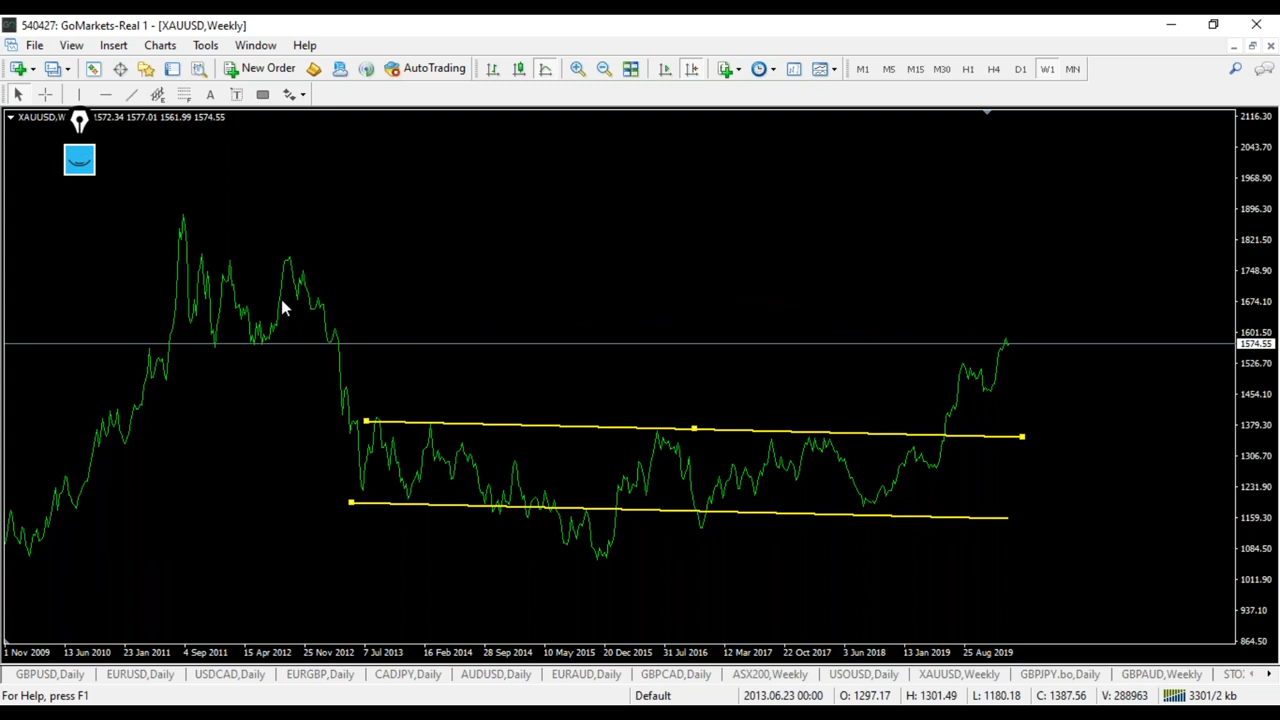 540427: GoMarkets-Real 1 - [XAUUSD,Weekly]
File View Insert Charts Tools Window Help
New Order AutoTrading M1 M5 M15 M30 H1 H4 D1 W1 MN
A T
XAUUSD,W 1572.34 1577.01 1561.99 1574.55
2116.30
2043.70
1968.90
1896.30
1821.50
1748.90
1674.10
1601.50
1574.55
1526.70
1454.10
1379.30
1306.70
1231.90
1159.30
1084.50
1011.90
937.10
864.50
1 Nov 2009 13 Jun 2010 23 Jan 2011 4 Sep 2011 15 Apr 2012 25 Nov 2012 7 Jul 2013 16 Feb 2014 28 Sep 2014 10 May 2015 20 Dec 2015 31 Jul 2016 12 Mar 2017 22 Oct 2017 3 Jun 2018 13 Jan 2019 25 Aug 2019
GBPUSD,Daily EURUSD,Daily USDCAD,Daily EURGBP,Daily CADJPY,Daily AUDUSD,Daily EURAUD,Daily GBPCAD,Daily ASX200,Weekly USOUSD,Daily XAUUSD,Weekly GBPJPY.bo,Daily GBPAUD,Weekly STO
For Help, press F1 Default 2013.06.23 00:00 O: 1297.17 H: 1301.49 L: 1180.18 C: 1387.56 V: 288963 3301/2 kb